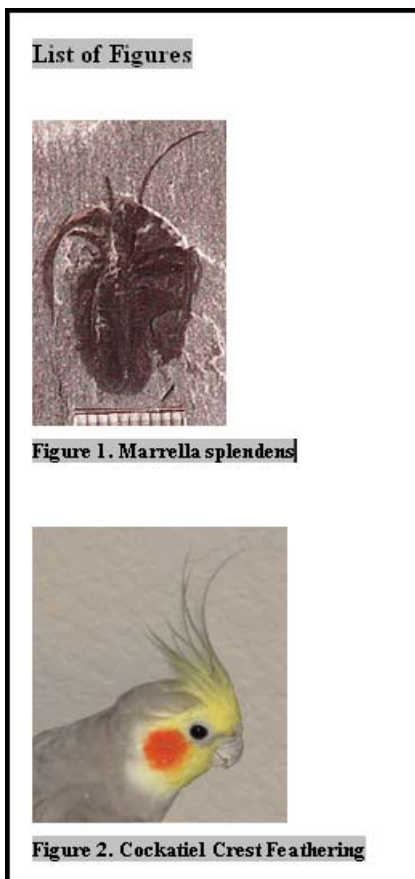 List of Figures
Figure 1. Marrella splendens
Figure 2. Cockatiel Crest Feathering